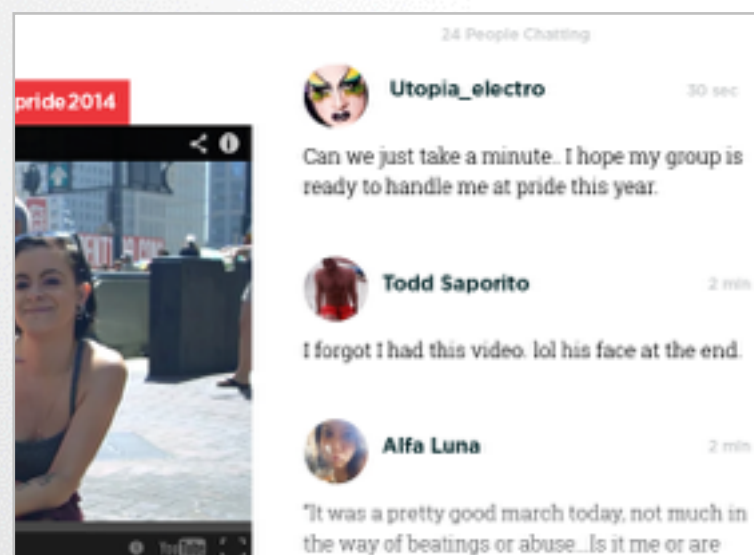 24 People Chatting
pride2014
Utopia_electro
30 sec
Can we just take a minute.. I hope my group is
ready to handle me at pride this year.
Todd Saporito
2 min
I forgot I had this video. lol his face at the end.
Alfa Luna
2 min
"It was a pretty good march today, not much in
the way of beatings or abuse...Is it me or are
YouTube